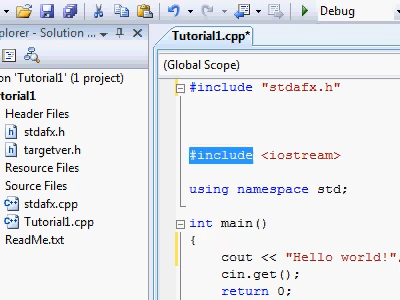 Debug
plorer - Solution ...
Tutorial1.cpp*
on 'Tutorial1' (1 project)
torial1
Header Files
stdafx.h
targetver.h
Resource Files
Source Files
stdafx.cpp
Tutorial1.cpp
ReadMe.txt
(Global Scope)
#include "stdafx.h"
#include <iostream>
using namespace std;
int main()
{
cout << "Hello world!"
cin.get();
return 0;